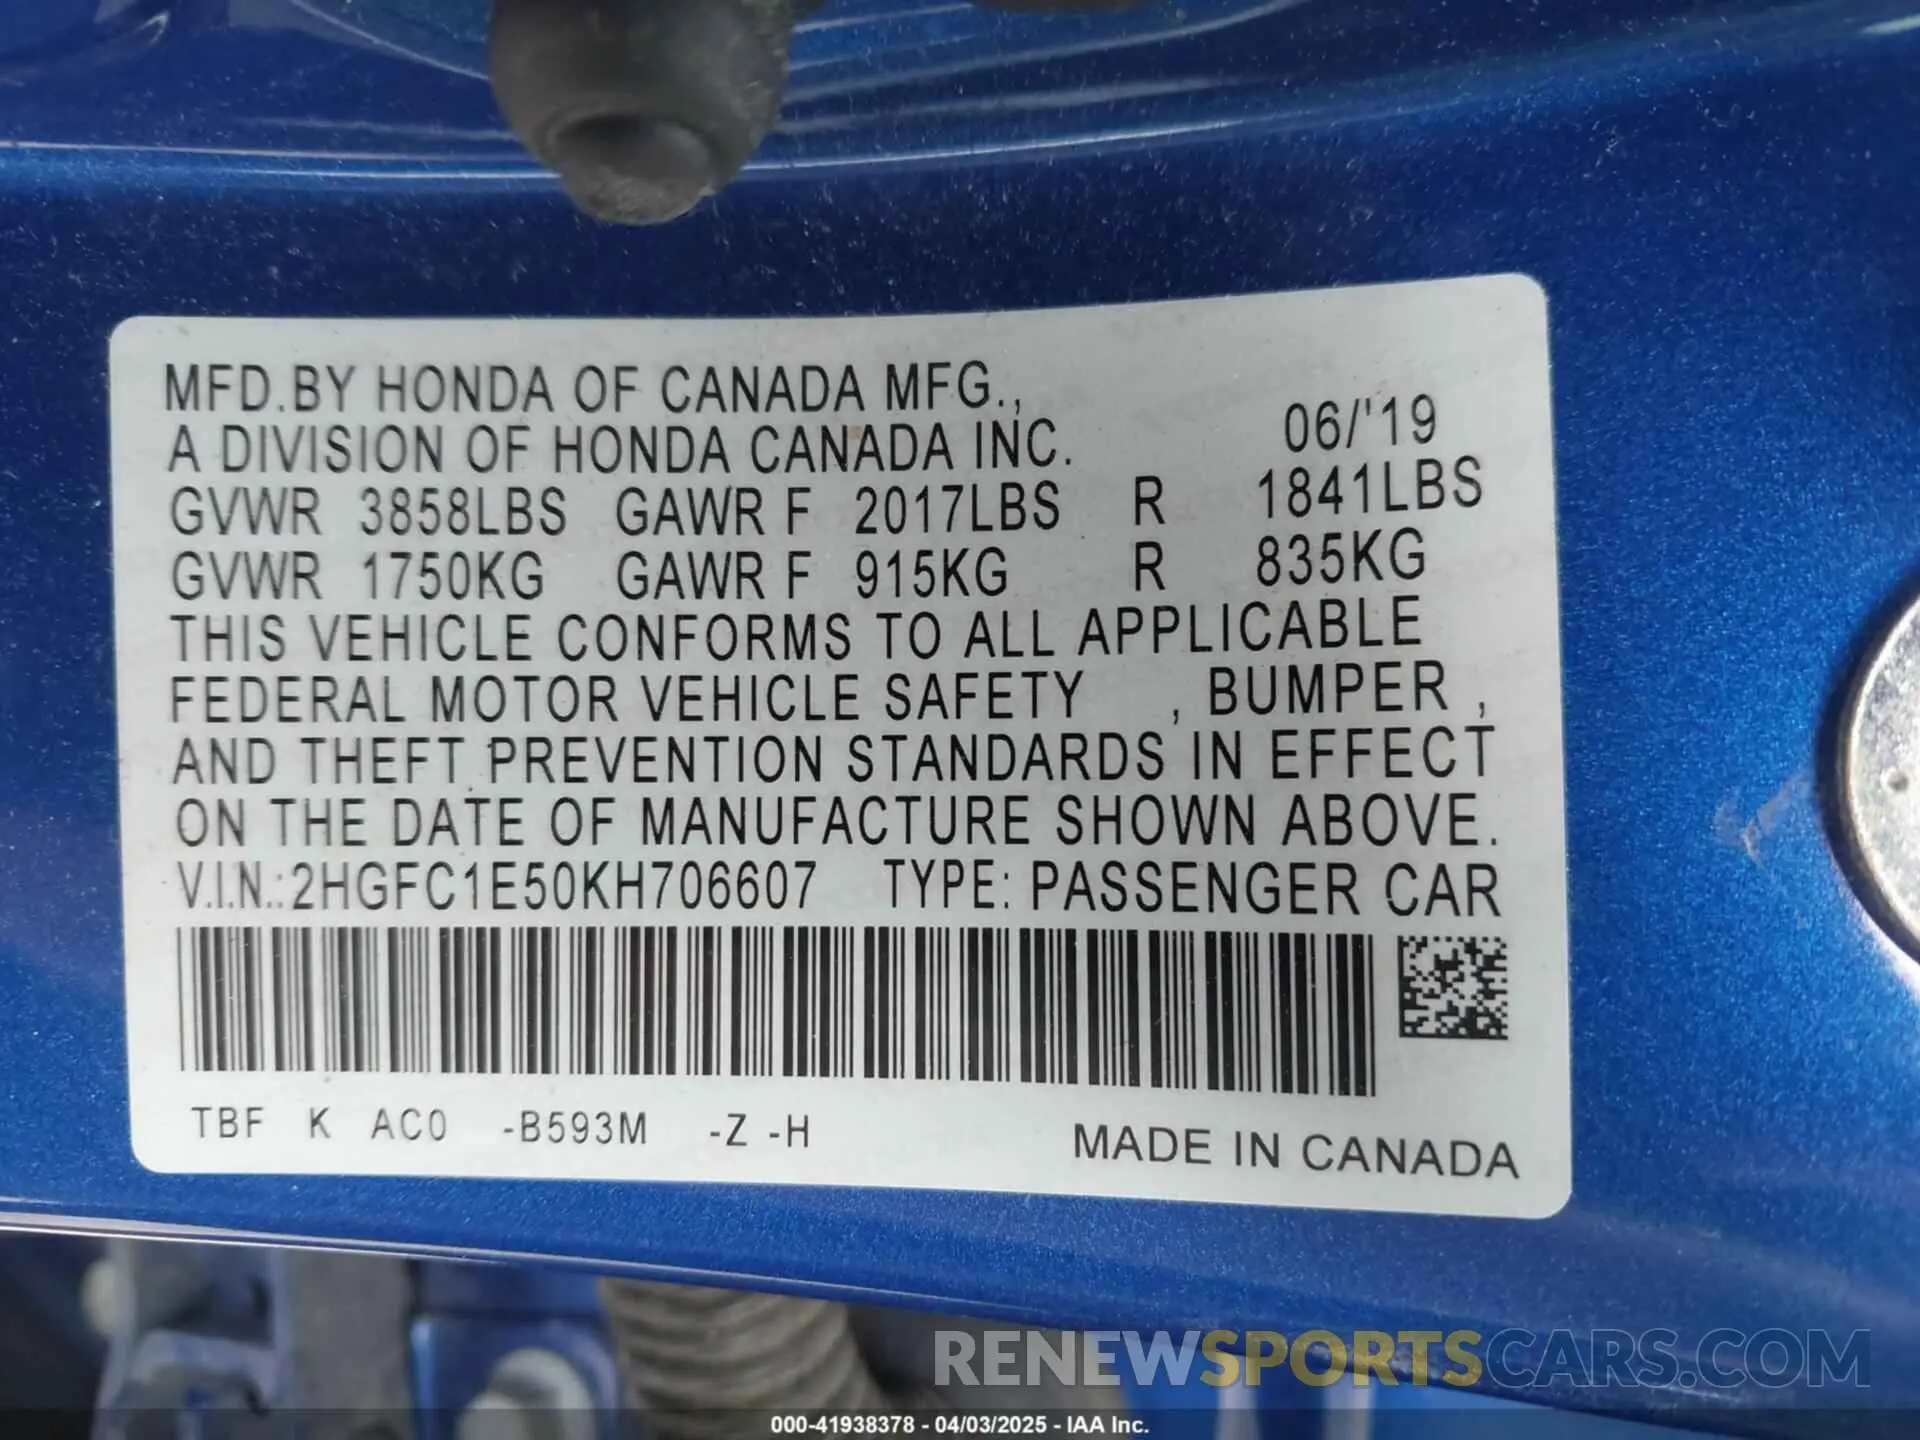 MFD.BY HONDA OF CANADA MFG.,
A DIVISION OF HONDA CANADA INC. 06/'19
GVWR 3858LBS GAWR F 2017LBS R 1841LBS
GVWR 1750KG GAWR F 915KG R 835KG
THIS VEHICLE CONFORMS TO ALL APPLICABLE
FEDERAL MOTOR VEHICLE SAFETY , BUMPER ,
AND THEFT PREVENTION STANDARDS IN EFFECT
ON THE DATE OF MANUFACTURE SHOWN ABOVE.
V.I.N.:2HGFC1E50KH706607 TYPE: PASSENGER CAR
TBF K AC0 -B593M -Z -H MADE IN CANADA
RENEWSPORTSCARS.COM
000-41938378 - 04/03/2025 - IAA Inc.